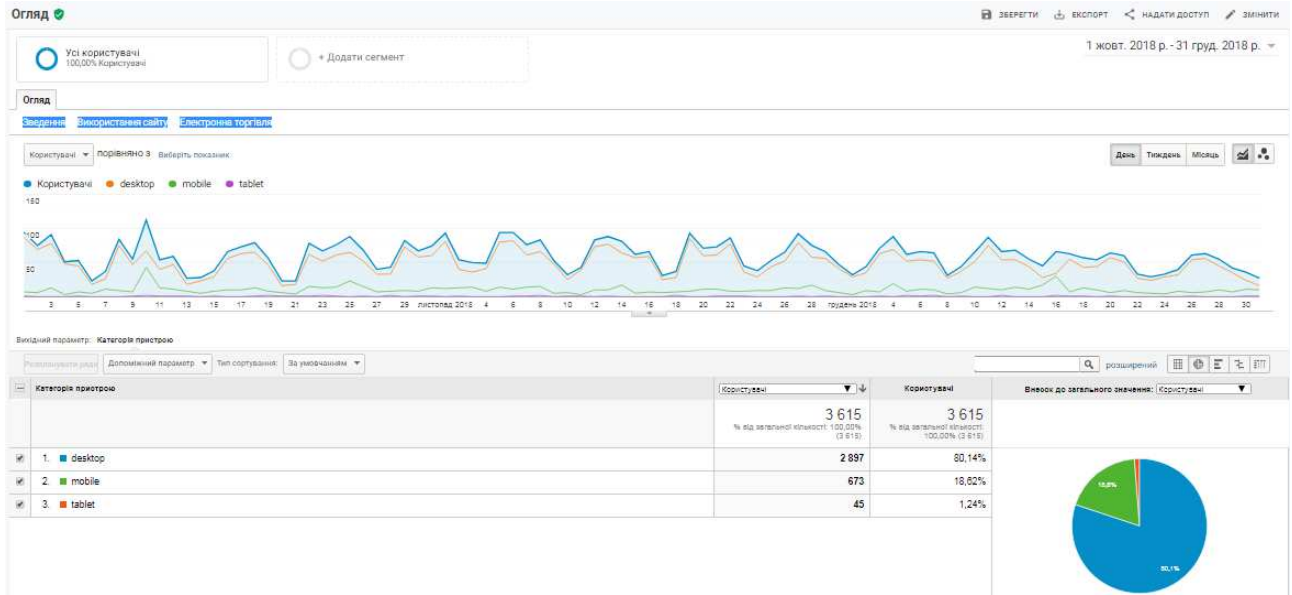 Огляд
ЗБЕРЕГТИ ЕКСПОРТ НАДАТИ ДОСТУП ЗМІНИТИ
Усі користувачі
100,00% Користувачі
+ Додати сегмент
1 жовт. 2018 р. - 31 груд. 2018 р.
Огляд
Зведення Використання сайту Електронна торгівля
Користувачі порівняно з Виберіть показник
День Тиждень Місяць
Користувачі desktop mobile tablet
150
100
50
3 5 7 9 11 13 15 17 19 21 23 25 27 29 листопад 2018 4 6 8 10 12 14 16 18 20 22 24 26 28 грудень 2018 4 6 8 10 12 14 16 18 20 22 24 26 28 30
Вихідний параметр: Категорія пристрою
Допоміжний параметр Тип сортування: За умовчанням
розширений
Категорія пристрою Користувачі Користувачі Внесок до загального значення: Користувачі
3 615 3 615
% від загальної кількості: 100,00% (3 615) % від загальної кількості: 100,00% (3 615)
1. desktop 2 897 80,14%
2. mobile 673 18,62%
3. tablet 45 1,24%
18,6%
80,1%